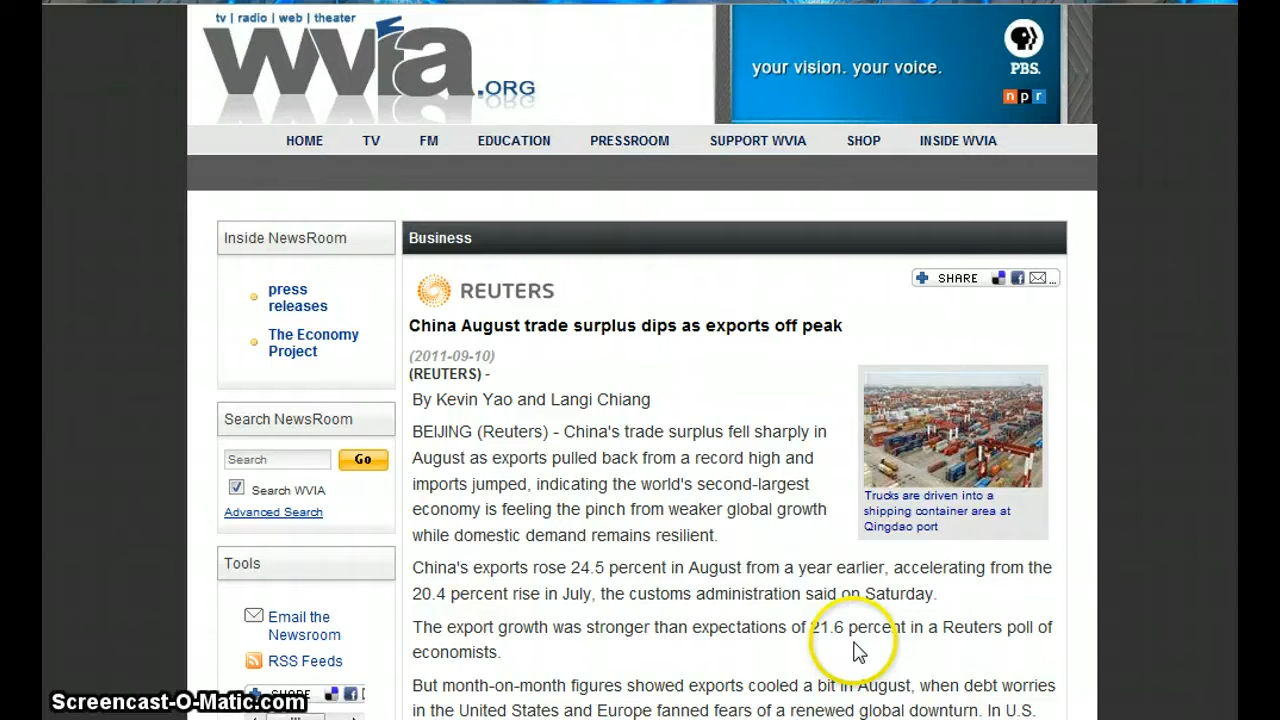 tv | radio | web | theater
wvia.ORG
your vision. your voice.
PBS.
npr
HOME TV FM EDUCATION PRESSROOM SUPPORT WVIA SHOP INSIDE WVIA
Inside NewsRoom
press
releases
The Economy
Project
Search NewsRoom
Search Go
Search WVIA
Advanced Search
Tools
Email the
Newsroom
RSS Feeds
SHARE
Business
SHARE ...
REUTERS
China August trade surplus dips as exports off peak
(2011-09-10)
(REUTERS) -
By Kevin Yao and Langi Chiang
BEIJING (Reuters) - China's trade surplus fell sharply in
August as exports pulled back from a record high and
imports jumped, indicating the world's second-largest
economy is feeling the pinch from weaker global growth
while domestic demand remains resilient.
Trucks are driven into a
shipping container area at
Qingdao port
China's exports rose 24.5 percent in August from a year earlier, accelerating from the
20.4 percent rise in July, the customs administration said on Saturday.
The export growth was stronger than expectations of 21.6 percent in a Reuters poll of
economists.
But month-on-month figures showed exports cooled a bit in August, when debt worries
in the United States and Europe fanned fears of a renewed global downturn. In U.S.
Screencast-O-Matic.com